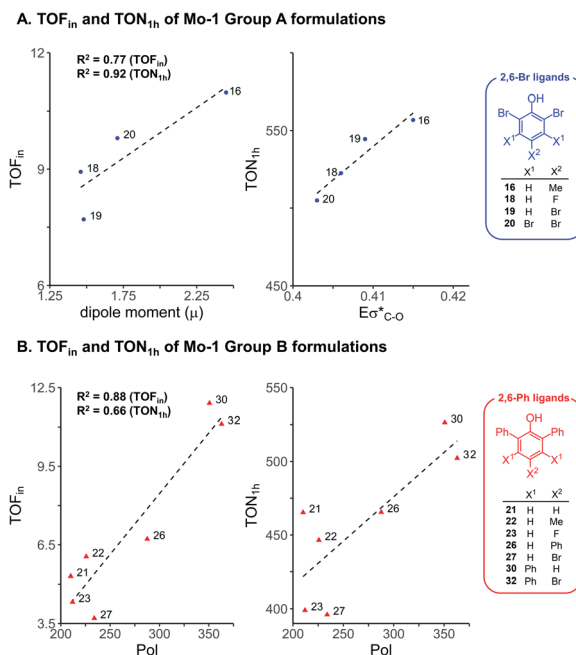 A. TOFin and TON1h of Mo-1 Group A formulations
R² = 0.77 (TOFin)
R² = 0.92 (TON1h)
12
9
6
TOFin
1.25
1.75
2.25
dipole moment (μ)
16
20
18
19
550
450
TON1h
0.4
0.41
0.42
Eσ*C-O
16
19
18
20
2,6-Br ligands
OH
Br
Br
X¹
X¹
X²
X¹ X²
16 H Me
18 H F
19 H Br
20 Br Br
B. TOFin and TON1h of Mo-1 Group B formulations
R² = 0.88 (TOFin)
R² = 0.66 (TON1h)
12.5
9.5
6.5
3.5
TOFin
200
250
300
350
Pol
30
32
26
22
21
23
27
550
500
450
400
TON1h
200
250
300
350
Pol
30
32
26
21
22
23
27
2,6-Ph ligands
OH
Ph
Ph
X¹
X¹
X²
X¹ X²
21 H H
22 H Me
23 H F
26 H Ph
27 H Br
30 Ph H
32 Ph Br